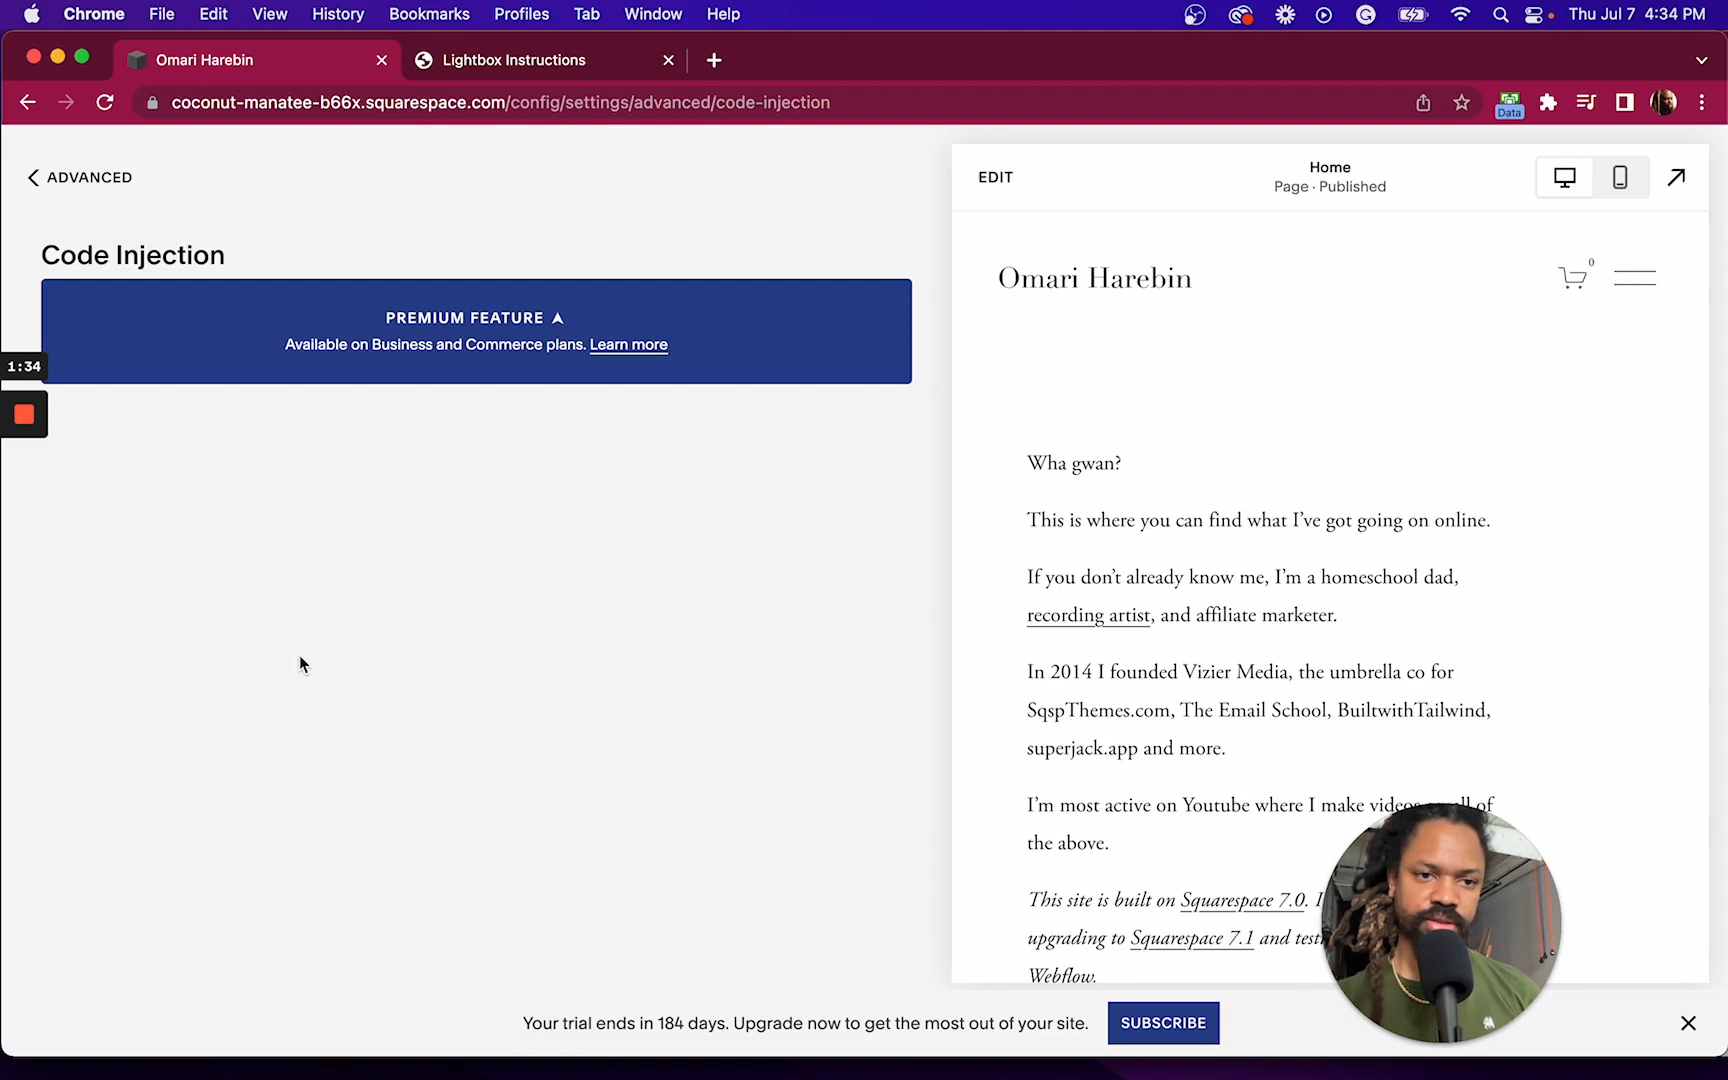 Chrome File Edit View History Bookmarks Profiles Tab Window Help Thu Jul 7 4:34 PM
Omari Harebin
Lightbox Instructions
coconut-manatee-b66x.squarespace.com/config/settings/advanced/code-injection
Data
ADVANCED
Code Injection
PREMIUM FEATURE
Available on Business and Commerce plans. Learn more
1:34
EDIT
Home
Page · Published
Omari Harebin
0
Wha gwan?
This is where you can find what I’ve got going on online.
If you don’t already know me, I’m a homeschool dad,
recording artist, and affiliate marketer.
In 2014 I founded Vizier Media, the umbrella co for
SqspThemes.com, The Email School, BuiltwithTailwind,
superjack.app and more.
I’m most active on Youtube where I make videos all of
the above.
This site is built on Squarespace 7.0. I
upgrading to Squarespace 7.1 and
Webflow.
Your trial ends in 184 days. Upgrade now to get the most out of your site.
SUBSCRIBE